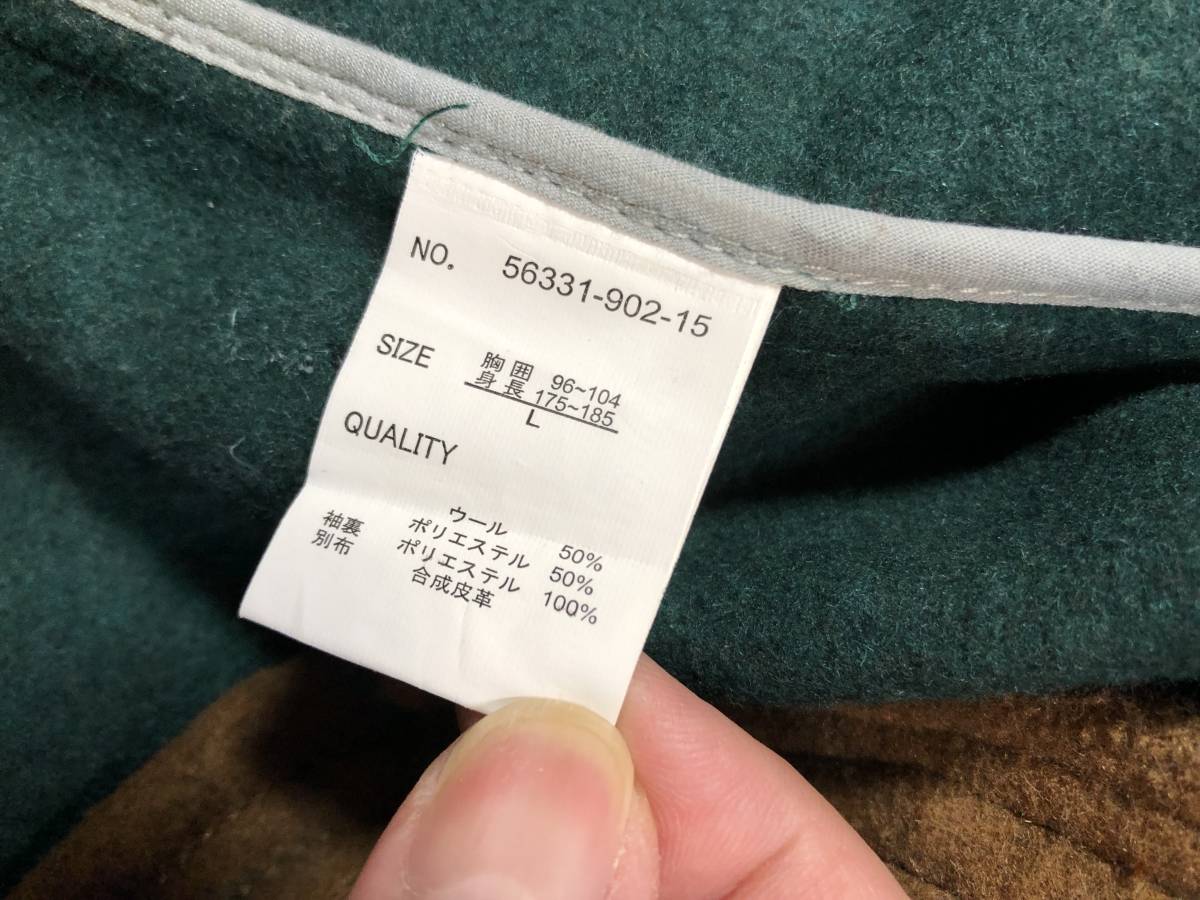 NO. 56331-902-15
SIZE 胸囲 96~104
身長 175~185
L
QUALITY
ウール 50%
ポリエステル 50%
袖裏 ポリエステル 100%
別布 合成皮革